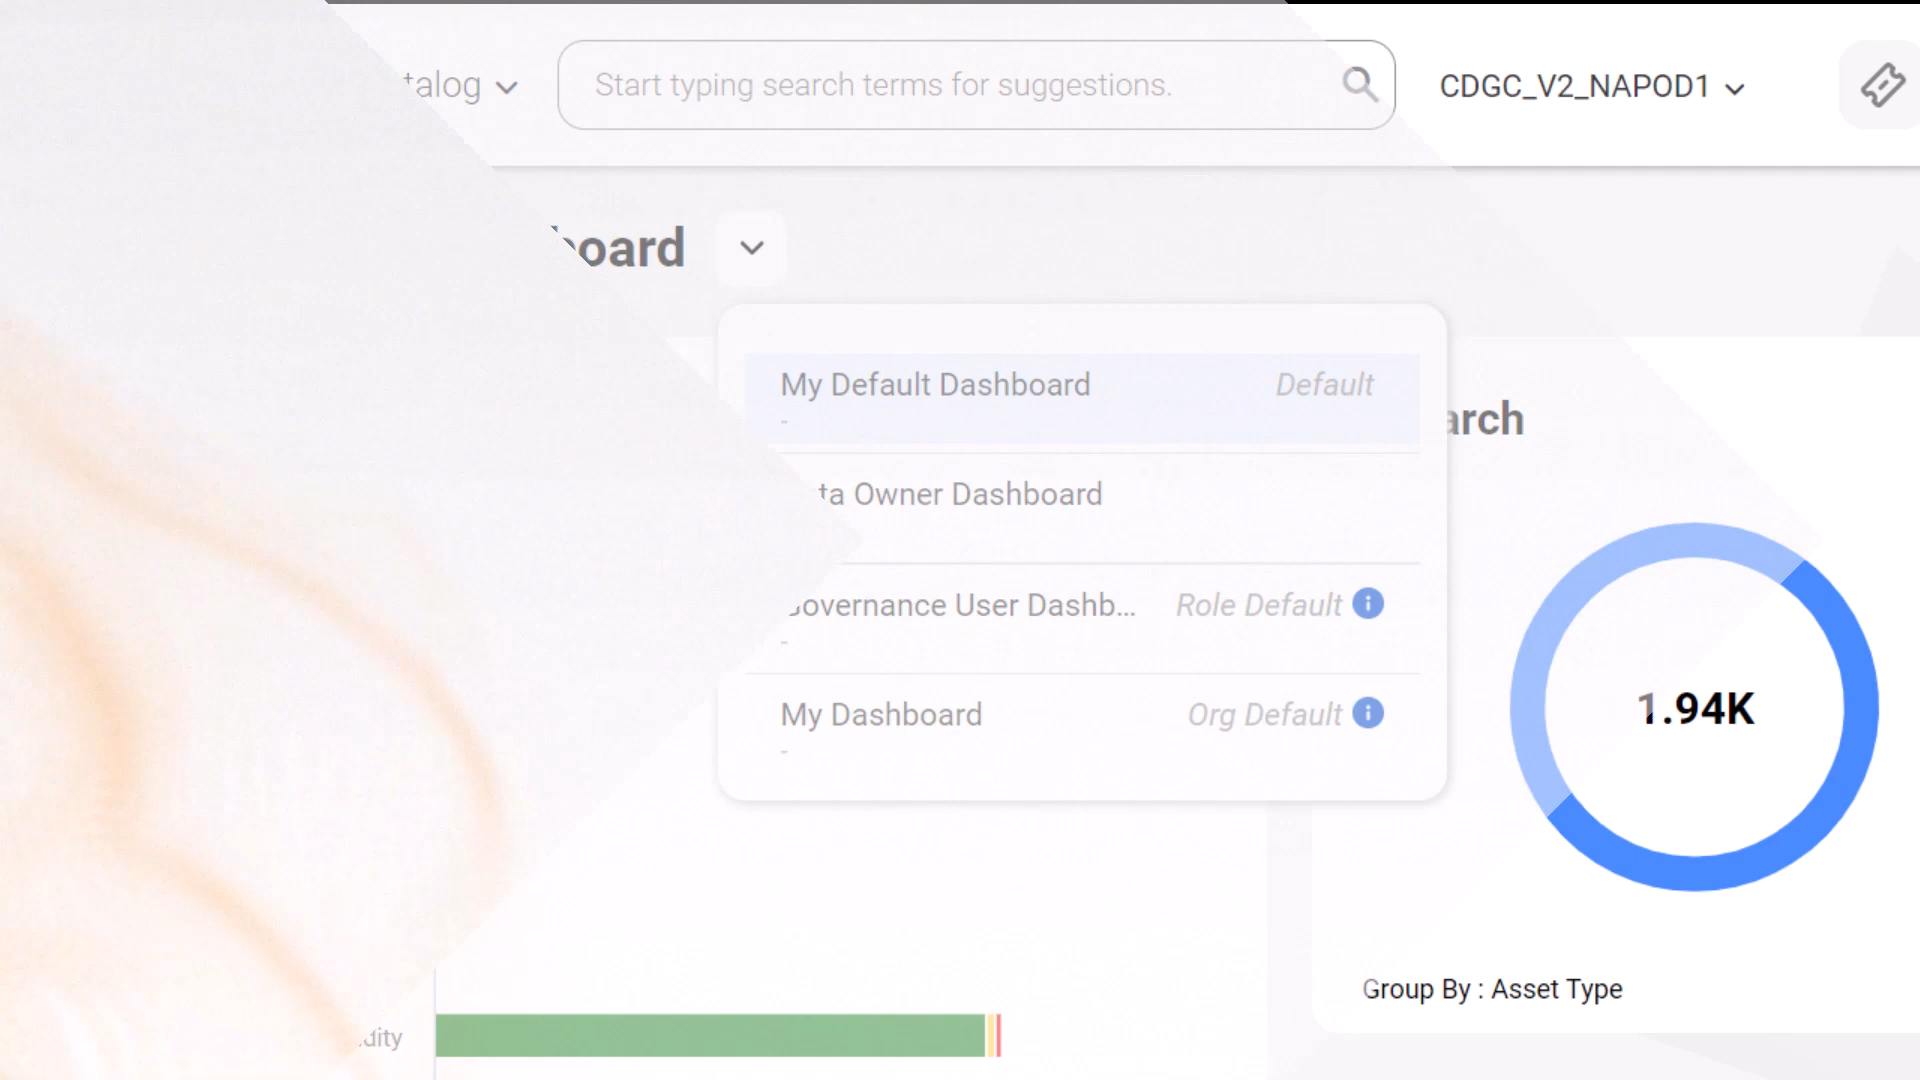 talog
Start typing search terms for suggestions.
CDGC_V2_NAPOD1
board
My Default Dashboard Default
-
ta Owner Dashboard
overnance User Dashb... Role Default
-
My Dashboard Org Default
-
arch
1.94K
Group By : Asset Type
dity